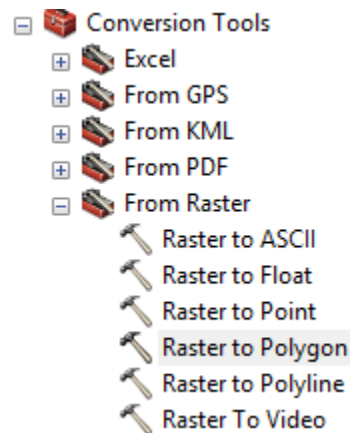 Conversion Tools
Excel
From GPS
From KML
From PDF
From Raster
Raster to ASCII
Raster to Float
Raster to Point
Raster to Polygon
Raster to Polyline
Raster To Video